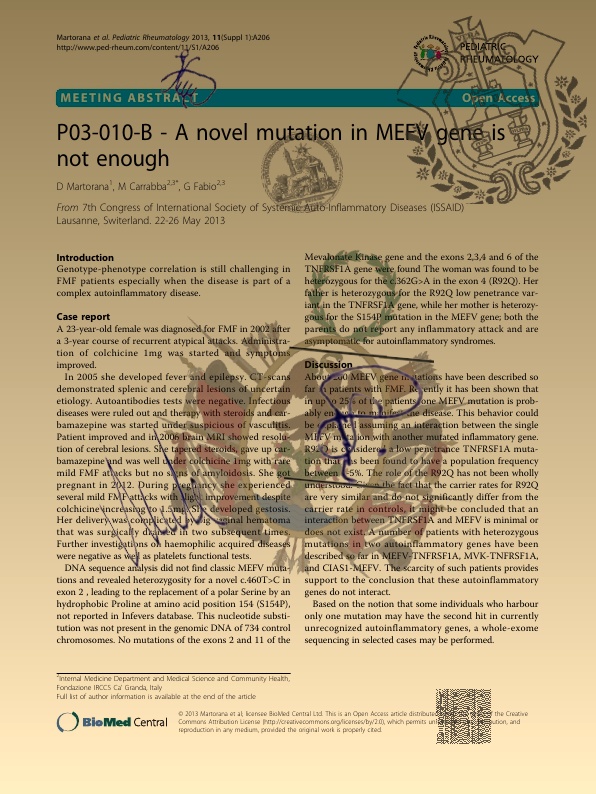 Martorana et al. Pediatric Rheumatology 2013, 11(Suppl 1):A206
http://www.ped-rheum.com/content/11/S1/A206
PEDIATRIC
RHEUMATOLOGY
MEETING ABSTRACT
Open Access
P03-010-B - A novel mutation in MEFV gene is
not enough
D Martorana1, M Carrabba2,3*, G Fabio2,3
From 7th Congress of International Society of Systemic Auto-Inflammatory Diseases (ISSAID)
Lausanne, Switerland. 22-26 May 2013
Introduction
Genotype-phenotype correlation is still challenging in
FMF patients especially when the disease is part of a
complex autoinflammatory disease.
Case report
A 23-year-old female was diagnosed for FMF in 2002 after
a 3-year course of recurrent atypical attacks. Administra-
tion of colchicine 1mg was started and symptoms
improved.
In 2005 she developed fever and epilepsy. CT-scans
demonstrated splenic and cerebral lesions of uncertain
etiology. Autoantibodies tests were negative. Infectious
diseases were ruled out and therapy with steroids and car-
bamazepine was started under suspicious of vasculitis.
Patient improved and in 2006 brain MRI showed resolu-
tion of cerebral lesions. She tapered steroids, gave up car-
bamazepine and was well under colchicine 1mg with rare
mild FMF attacks but no signs of amyloidosis. She got
pregnant in 2012. During pregnancy she experienced
several mild FMF attacks with slight improvement despite
colchicine increasing to 1.5mg. She developed gestosis.
Her delivery was complicated by vaginal hematoma
that was surgically drained in two subsequent times.
Further investigations on haemophilic acquired diseases
were negative as well as platelets functional tests.
DNA sequence analysis did not find classic MEFV muta-
tions and revealed heterozygosity for a novel c.460T>C in
exon 2 , leading to the replacement of a polar Serine by an
hydrophobic Proline at amino acid position 154 (S154P),
not reported in Infevers database. This nucleotide substi-
tution was not present in the genomic DNA of 734 control
chromosomes. No mutations of the exons 2 and 11 of the
Mevalonate Kinase gene and the exons 2,3,4 and 6 of the
TNFRSF1A gene were found The woman was found to be
heterozygous for the c.362G>A in the exon 4 (R92Q). Her
father is heterozygous for the R92Q low penetrance var-
iant in the TNFRSF1A gene, while her mother is heterozy-
gous for the S154P mutation in the MEFV gene; both the
parents do not report any inflammatory attack and are
asymptomatic for autoinflammatory syndromes.
Discussion
About 200 MEFV gene mutations have been described so
far in patients with FMF. Recently it has been shown that
in up to 25% of the patients, one MEFV mutation is prob-
ably enough to manifest the disease. This behavior could
be explained assuming an interaction between the single
MEFV mutation with another mutated inflammatory gene.
R92Q is considered a low penetrance TNFRSF1A muta-
tion that has been found to have a population frequency
between 1-5%. The role of the R92Q has not been wholly
understood. Given the fact that the carrier rates for R92Q
are very similar and do not significantly differ from the
carrier rate in controls, it might be concluded that an
interaction between TNFRSF1A and MEFV is minimal or
does not exist. A number of patients with heterozygous
mutations in two autoinflammatory genes have been
described so far in MEFV-TNFRSF1A, MVK-TNFRSF1A,
and CIAS1-MEFV. The scarcity of such patients provides
support to the conclusion that these autoinflammatory
genes do not interact.
Based on the notion that some individuals who harbour
only one mutation may have the second hit in currently
unrecognized autoinflammatory genes, a whole-exome
sequencing in selected cases may be performed.
2Internal Medicine Department and Medical Science and Community Health,
Fondazione IRCCS Ca' Granda, Italy
Full list of author information is available at the end of the article
BioMed Central
© 2013 Martorana et al; licensee BioMed Central Ltd. This is an Open Access article distributed of the Creative
Commons Attribution License (http://creativecommons.org/licenses/by/2.0), which permits and
reproduction in any medium, provided the original work is properly cited.